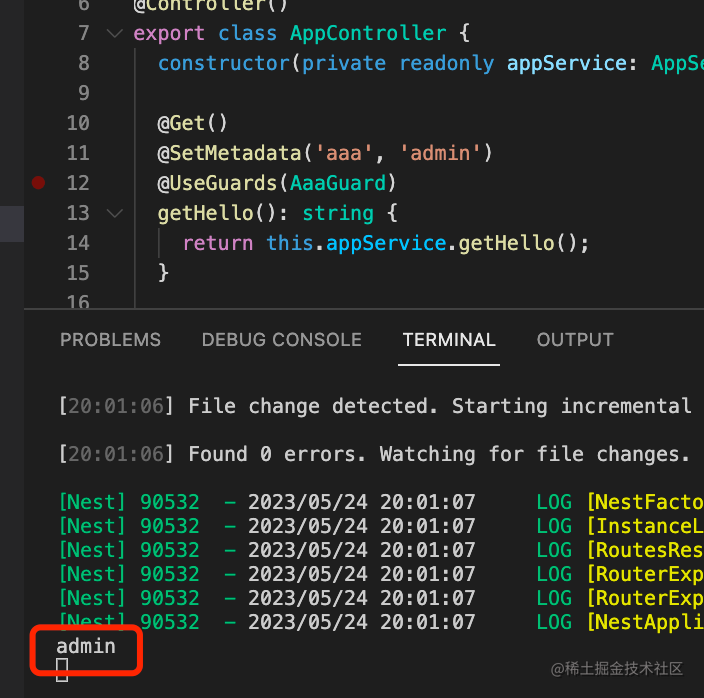 6 @Controller()
7 export class AppController {
8 constructor(private readonly appService: AppSe
9
10 @Get()
11 @SetMetadata('aaa', 'admin')
12 @UseGuards(AaaGuard)
13 getHello(): string {
14 return this.appService.getHello();
15 }
16
PROBLEMS DEBUG CONSOLE TERMINAL OUTPUT
[20:01:06] File change detected. Starting incremental
[20:01:06] Found 0 errors. Watching for file changes.
[Nest] 90532 - 2023/05/24 20:01:07 LOG [NestFacto
[Nest] 90532 - 2023/05/24 20:01:07 LOG [InstanceL
[Nest] 90532 - 2023/05/24 20:01:07 LOG [RoutesRes
[Nest] 90532 - 2023/05/24 20:01:07 LOG [RouterExp
[Nest] 90532 - 2023/05/24 20:01:07 LOG [RouterExp
[Nest] 90532 - 2023/05/24 20:01:07 LOG [NestAppli
admin
@稀土掘金技术社区